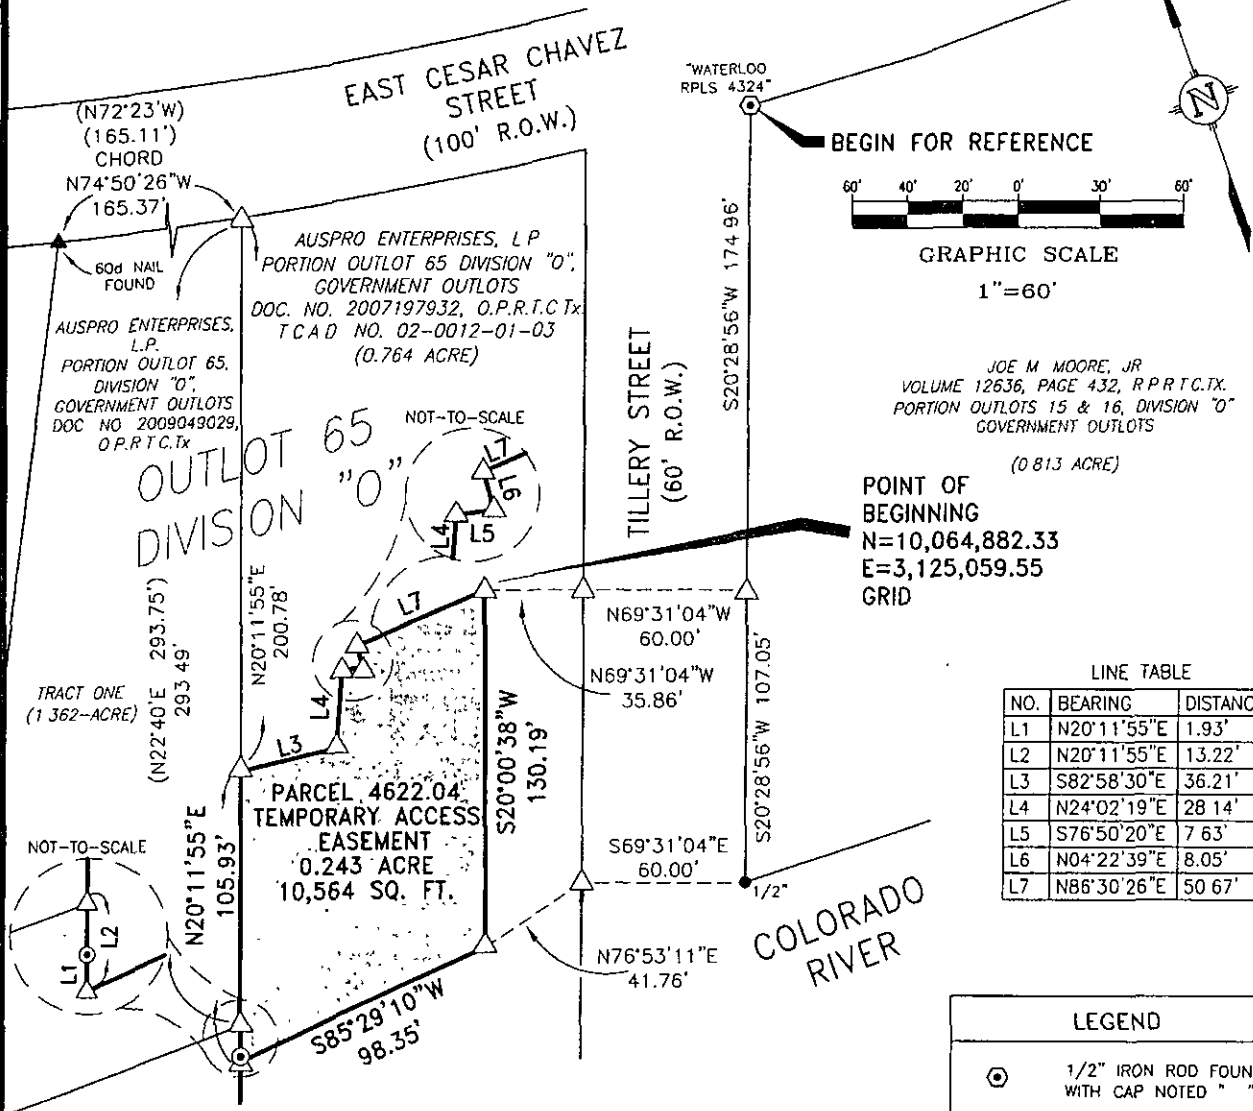 EAST CESAR CHAVEZ
STREET
(100' R.O.W.)
(N72°23'W)
(165.11')
CHORD
N74°50'26"W
165.37'
60d NAIL
FOUND
"WATERLOO
RPLS 4324"
BEGIN FOR REFERENCE
N
60' 40' 20' 0' 30' 60'
GRAPHIC SCALE
1"=60'
AUSPRO ENTERPRISES, L P
PORTION OUTLOT 65 DIVISION "O",
GOVERNMENT OUTLOTS
DOC. NO. 2007197932, O.P.R.T.C Tx
T C A D NO. 02-0012-01-03
(0.764 ACRE)
AUSPRO ENTERPRISES,
L.P.
PORTION OUTLOT 65,
DIVISION "O",
GOVERNMENT OUTLOTS
DOC NO 2009049029,
O P.R T C.Tx
OUTLOT 65
DIVISION "O"
NOT-TO-SCALE
L7
L6
L5
L4
TILLERY STREET
(60' R.O.W.)
S20°28'56"W 174 96'
JOE M MOORE, JR
VOLUME 12636, PAGE 432, R P R T C.TX.
PORTION OUTLOTS 15 & 16, DIVISION "O"
GOVERNMENT OUTLOTS
(0 813 ACRE)
POINT OF
BEGINNING
N=10,064,882.33
E=3,125,059.55
GRID
N69°31'04"W
60.00'
N69°31'04"W
35.86'
S20°28'56"W 107.05'
L7
L4
L3
N20°11'55"E
200.78'
(N22°40'E 293.75')
293 49'
TRACT ONE
(1 362-ACRE)
S20°00'38"W
130.19'
PARCEL 4622.04
TEMPORARY ACCESS
EASEMENT
0.243 ACRE
10,564 SQ. FT.
N20°11'55"E
105.93'
NOT-TO-SCALE
L2
L1
S85°29'10"W
98.35'
S69°31'04"E
60.00'
1/2"
N76°53'11"E
41.76'
COLORADO
RIVER
LINE TABLE
NO. BEARING DISTANC
L1 N20°11'55"E 1.93'
L2 N20°11'55"E 13.22'
L3 S82°58'30"E 36.21'
L4 N24°02'19"E 28 14'
L5 S76°50'20"E 7 63'
L6 N04°22'39"E 8.05'
L7 N86°30'26"E 50 67'
LEGEND
1/2" IRON ROD FOUN
WITH CAP NOTED " "